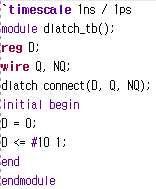 `timescale 1ns / 1ps
module dlatch_tb();
reg D;
wire Q, NQ;
dlatch connect(D, Q, NQ);
initial begin
D = 0;
D <= #10 1;
end
endmodule